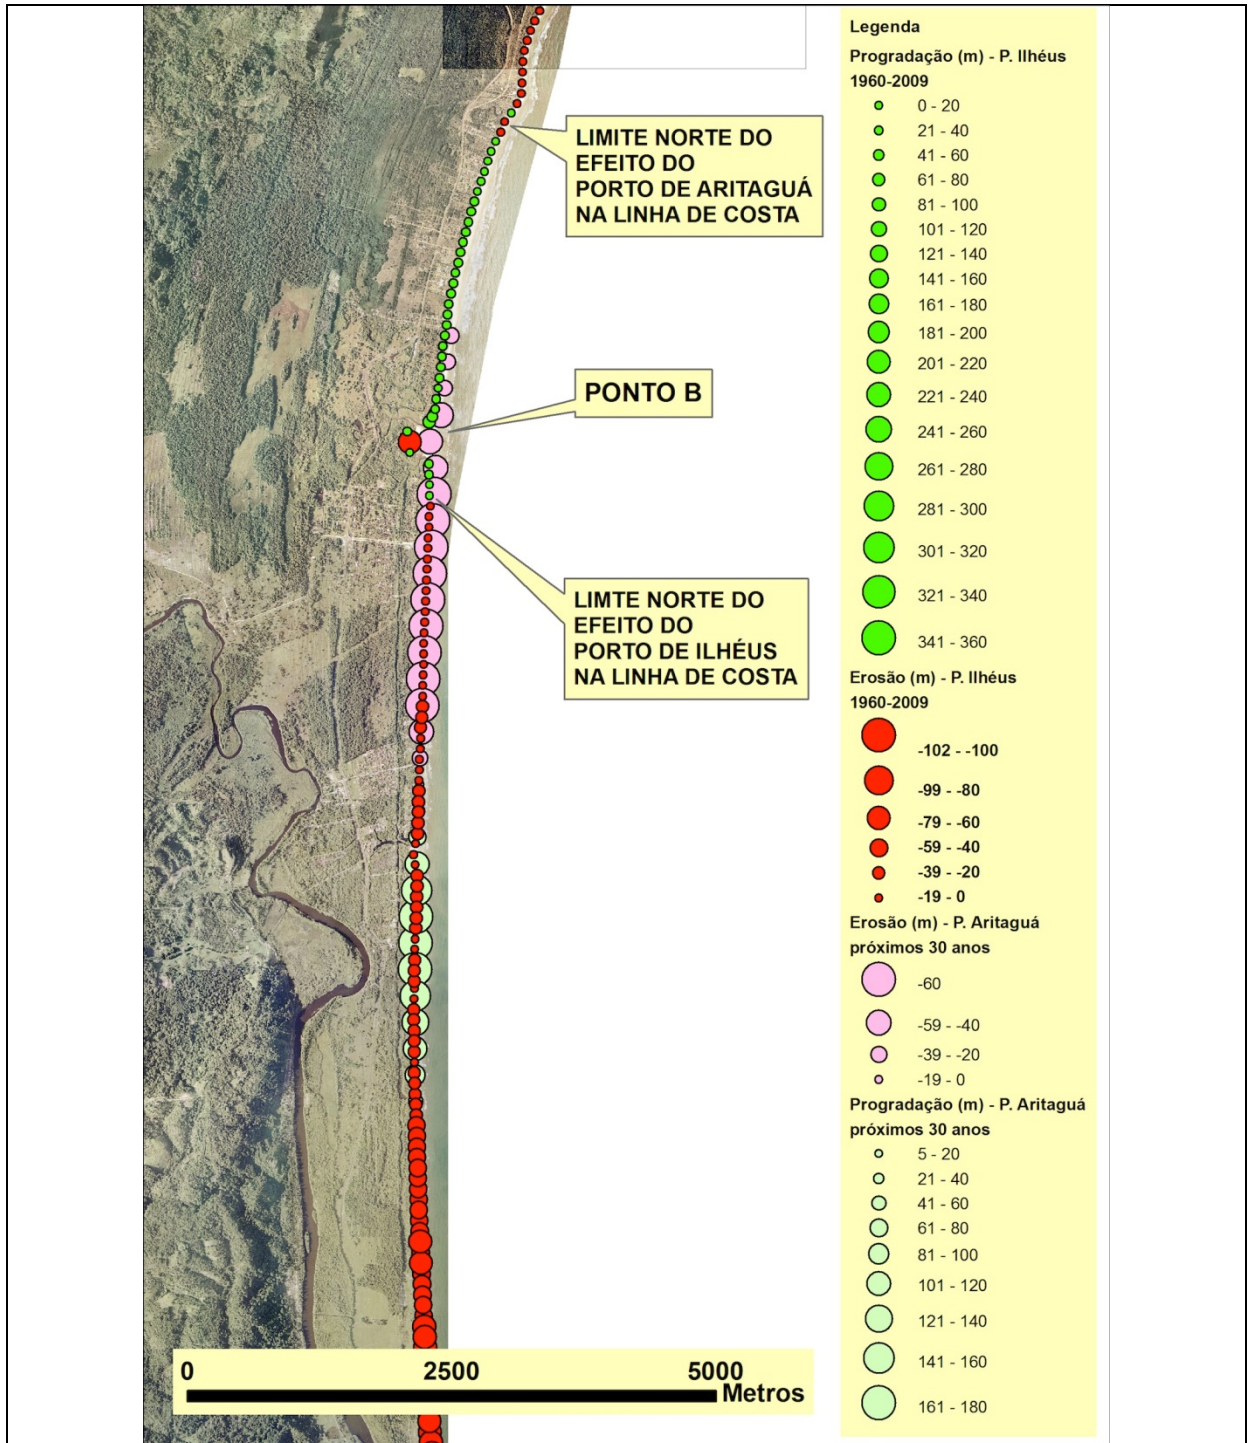 LIMITE NORTE DO
EFEITO DO
PORTO DE ARITAGUÁ
NA LINHA DE COSTA
PONTO B
LIMTE NORTE DO
EFEITO DO
PORTO DE ILHÉUS
NA LINHA DE COSTA
0 2500 5000
Metros
Legenda
Progradação (m) - P. Ilhéus
1960-2009
0 - 20
21 - 40
41 - 60
61 - 80
81 - 100
101 - 120
121 - 140
141 - 160
161 - 180
181 - 200
201 - 220
221 - 240
241 - 260
261 - 280
281 - 300
301 - 320
321 - 340
341 - 360
Erosão (m) - P. Ilhéus
1960-2009
-102 - -100
-99 - -80
-79 - -60
-59 - -40
-39 - -20
-19 - 0
Erosão (m) - P. Aritaguá
próximos 30 anos
-60
-59 - -40
-39 - -20
-19 - 0
Progradação (m) - P. Aritaguá
próximos 30 anos
5 - 20
21 - 40
41 - 60
61 - 80
81 - 100
101 - 120
121 - 140
141 - 160
161 - 180